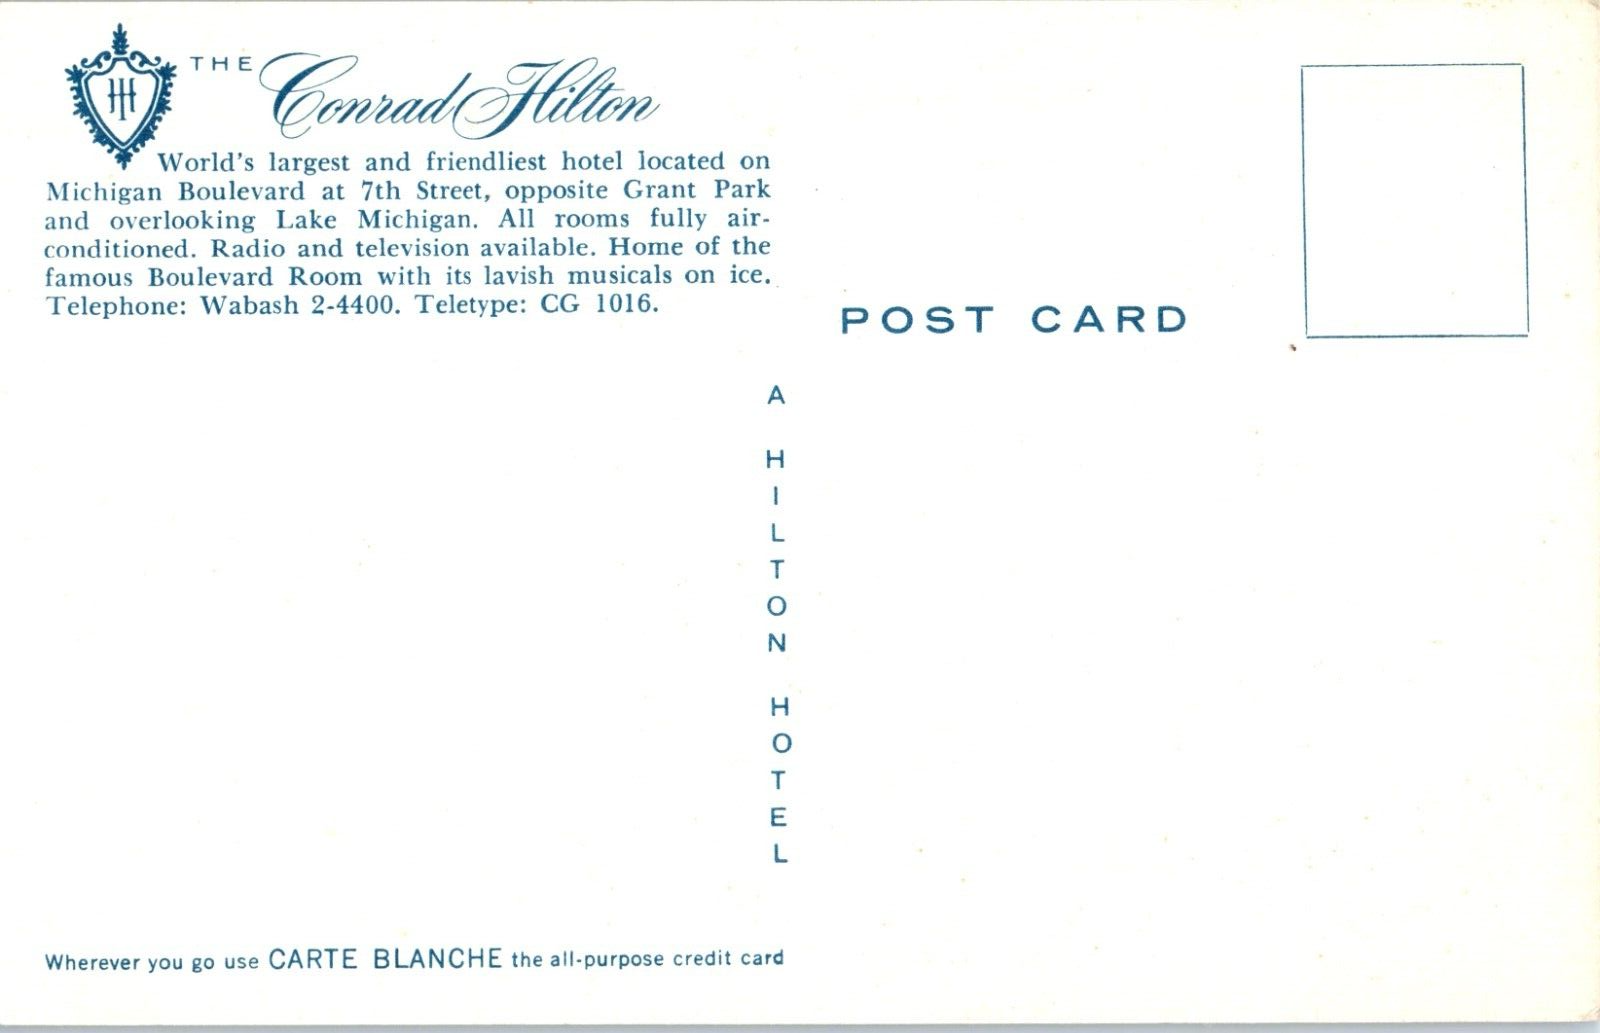 THE Conrad Hilton
World's largest and friendliest hotel located on
Michigan Boulevard at 7th Street, opposite Grant Park
and overlooking Lake Michigan. All rooms fully air-
conditioned. Radio and television available. Home of the
famous Boulevard Room with its lavish musicals on ice.
Telephone: Wabash 2-4400. Teletype: CG 1016.
POST CARD
A HILTON HOTEL
Wherever you go use CARTE BLANCHE the all-purpose credit card